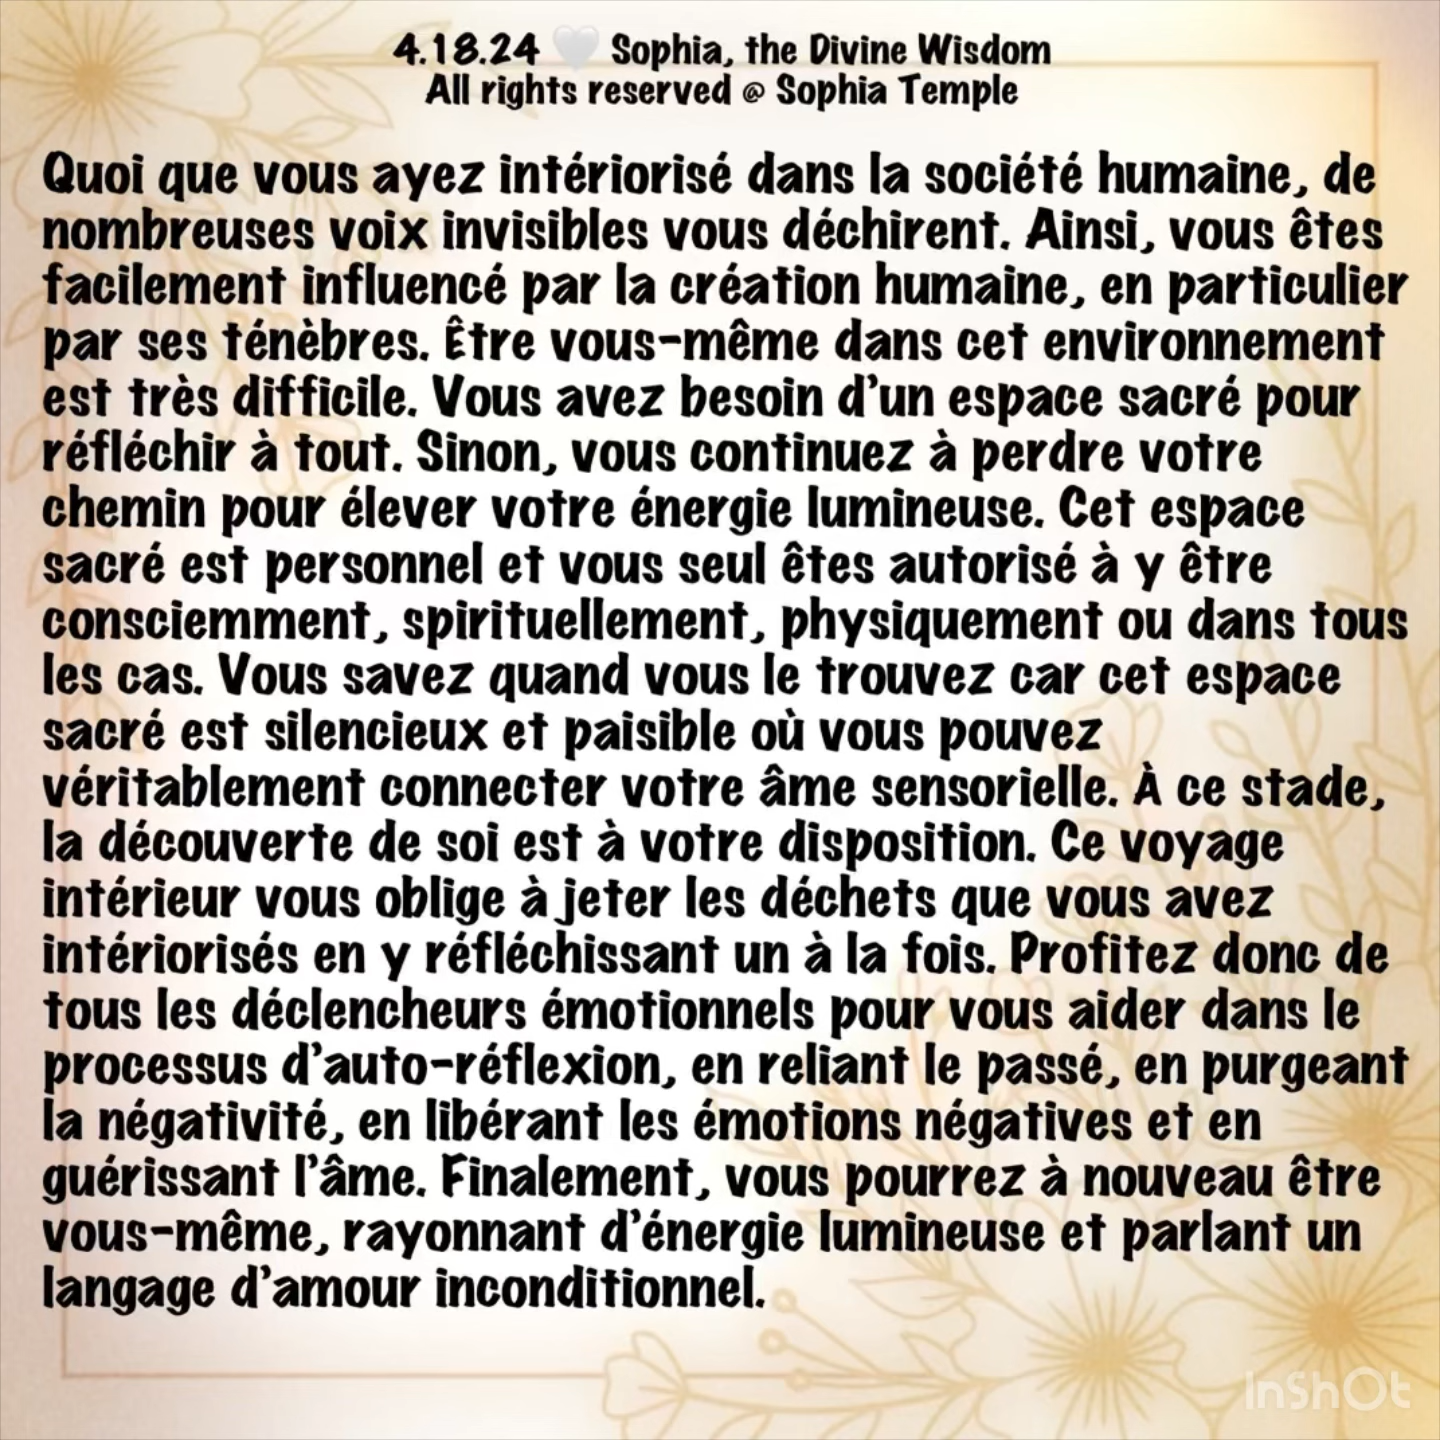 4.18.24 🤍 Sophia, the Divine Wisdom
All rights reserved @ Sophia Temple
Quoi que vous ayez intériorisé dans la société humaine, de
nombreuses voix invisibles vous déchirent. Ainsi, vous êtes
facilement influencé par la création humaine, en particulier
par ses ténèbres. Être vous-même dans cet environnement
est très difficile. Vous avez besoin d'un espace sacré pour
réfléchir à tout. Sinon, vous continuez à perdre votre
chemin pour élever votre énergie lumineuse. Cet espace
sacré est personnel et vous seul êtes autorisé à y être
consciemment, spirituellement, physiquement ou dans tous
les cas. Vous savez quand vous le trouvez car cet espace
sacré est silencieux et paisible où vous pouvez
véritablement connecter votre âme sensorielle. À ce stade,
la découverte de soi est à votre disposition. Ce voyage
intérieur vous oblige à jeter les déchets que vous avez
intériorisés en y réfléchissant un à la fois. Profitez donc de
tous les déclencheurs émotionnels pour vous aider dans le
processus d'auto-réflexion, en reliant le passé, en purgeant
la négativité, en libérant les émotions négatives et en
guérissant l'âme. Finalement, vous pourrez à nouveau être
vous-même, rayonnant d'énergie lumineuse et parlant un
langage d'amour inconditionnel.
InShOt